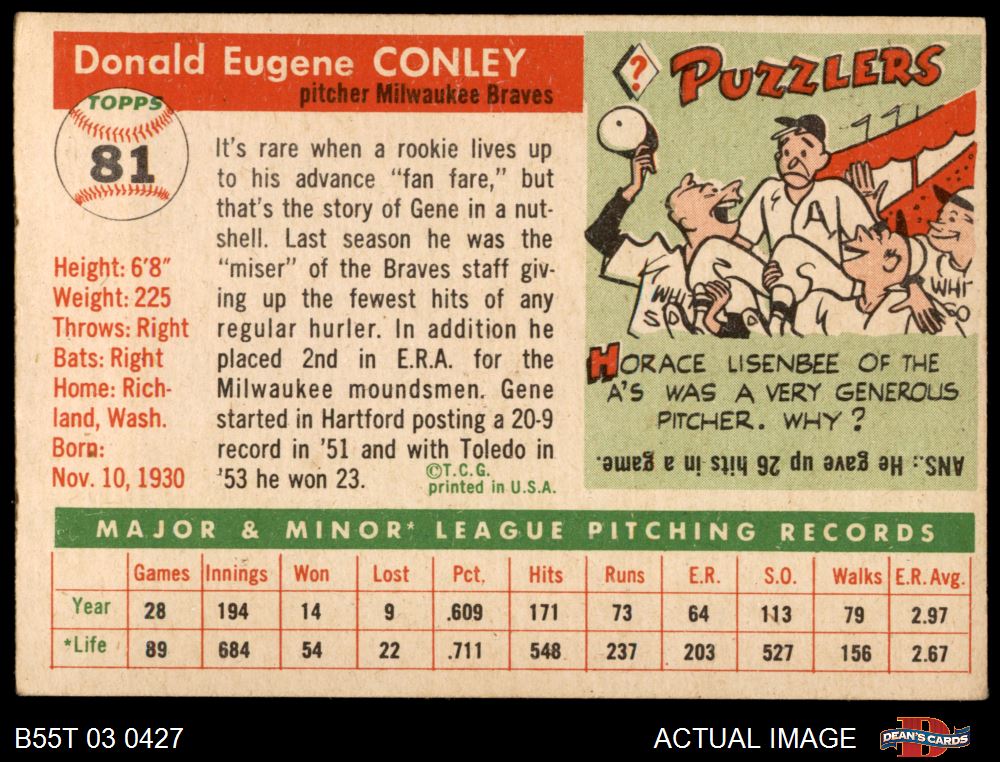 Donald Eugene CONLEY
pitcher Milwaukee Braves
TOPPS
81
Height: 6'8"
Weight: 225
Throws: Right
Bats: Right
Home: Rich-
land, Wash.
Born:
Nov. 10, 1930
It's rare when a rookie lives up
to his advance "fan fare," but
that's the story of Gene in a nut-
shell. Last season he was the
"miser" of the Braves staff giv-
ing up the fewest hits of any
regular hurler. In addition he
placed 2nd in E.R.A. for the
Milwaukee moundsmen. Gene
started in Hartford posting a 20-9
record in '51 and with Toledo in
'53 he won 23.
©T.C.G.
printed in U.S.A.
? PUZZLERS
A
WHI
SO
WHI
SO
HORACE LISENBEE OF THE
'A'S WAS A VERY GENEROUS
PITCHER. WHY?
ANS.: He gave up 26 hits in a game.
MAJOR & MINOR* LEAGUE PITCHING RECORDS
Games Innings Won Lost Pct. Hits Runs E.R. S.O. Walks E.R. Avg.
Year 28 194 14 9 .609 171 73 64 113 79 2.97
*Life 89 684 54 22 .711 548 237 203 527 156 2.67
B55T 03 0427
ACTUAL IMAGE
DEAN'S CARDS